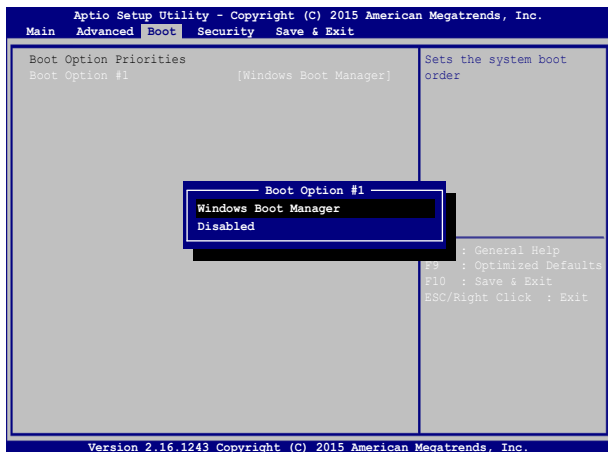 Aptio Setup Utility - Copyright (C) 2015 American Megatrends, Inc.
Main Advanced Boot Security Save & Exit
Boot Option Priorities
Boot Option #1 [Windows Boot Manager]
Sets the system boot
order
Boot Option #1
Windows Boot Manager
Disabled
: General Help
F9 : Optimized Defaults
F10 : Save & Exit
ESC/Right Click : Exit
Version 2.16.1243 Copyright (C) 2015 American Megatrends, Inc.